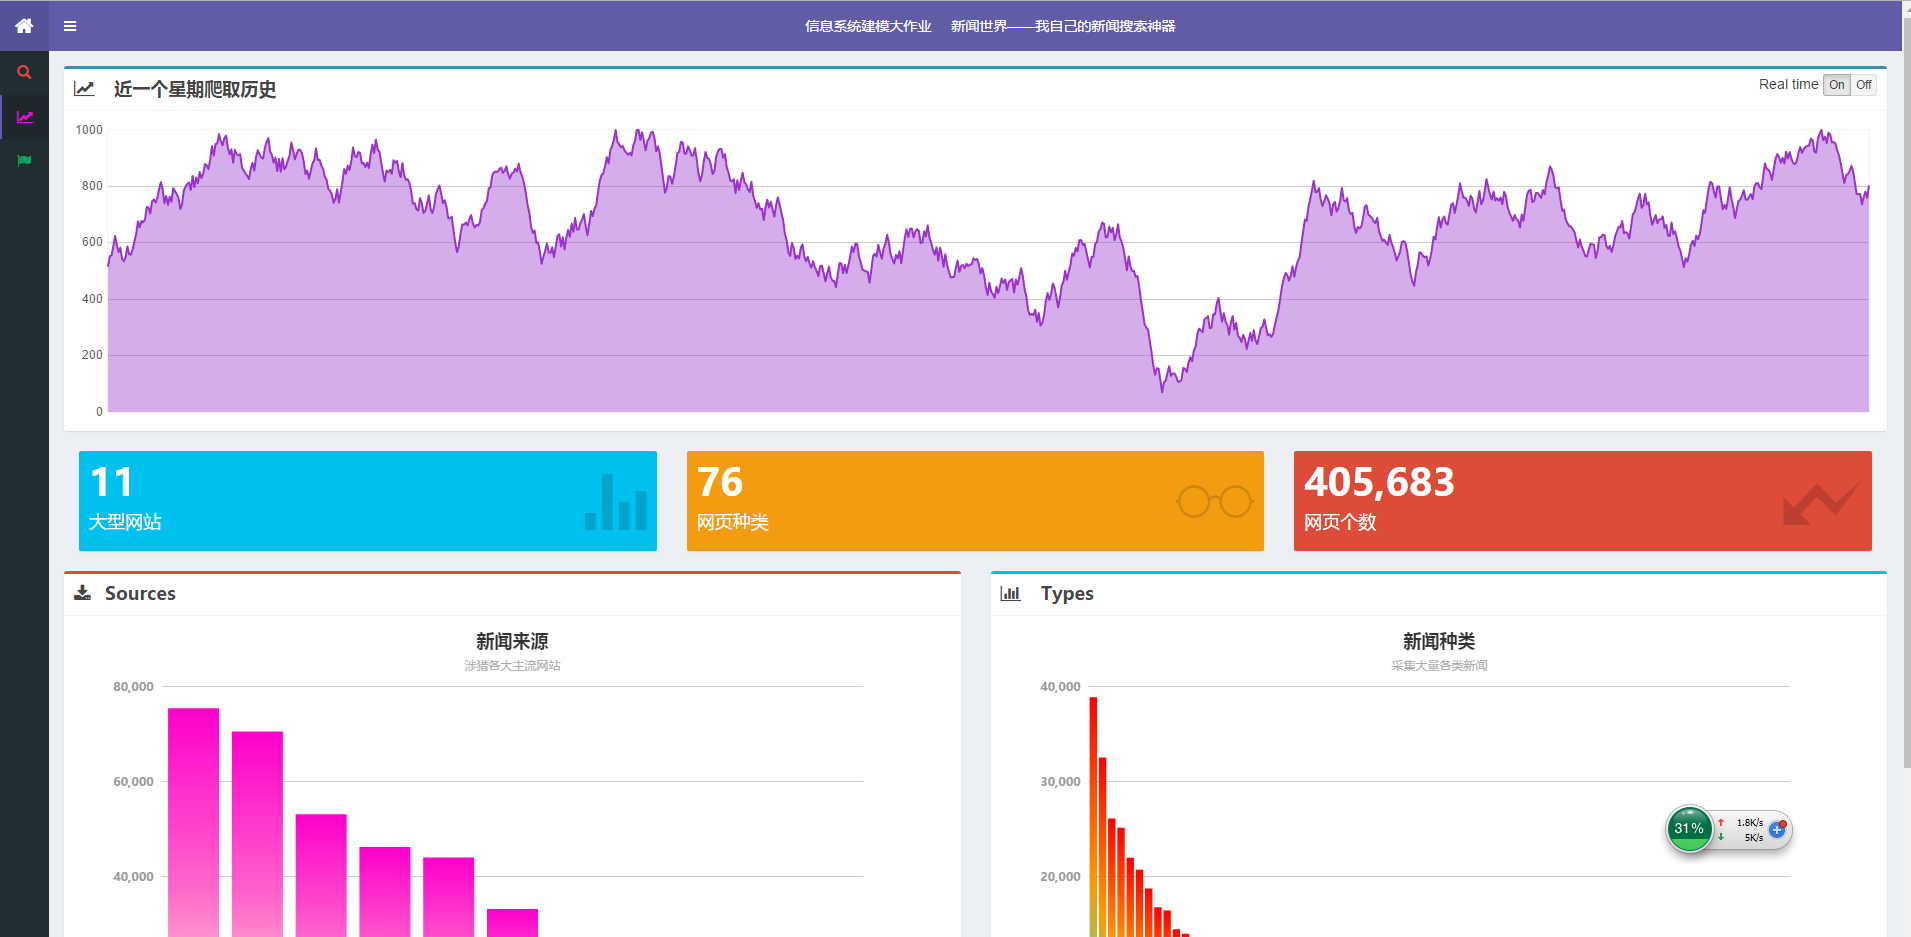 信息系统建模大作业 新闻世界——我自己的新闻搜索神器
近一个星期爬取历史
Real time On Off
1000
800
600
400
200
0
11
大型网站
76
网页种类
405,683
网页个数
Sources
新闻来源
涉猎各大主流网站
80,000
60,000
40,000
Types
新闻种类
采集大量各类新闻
40,000
30,000
20,000
31%
1.8K/s
5K/s